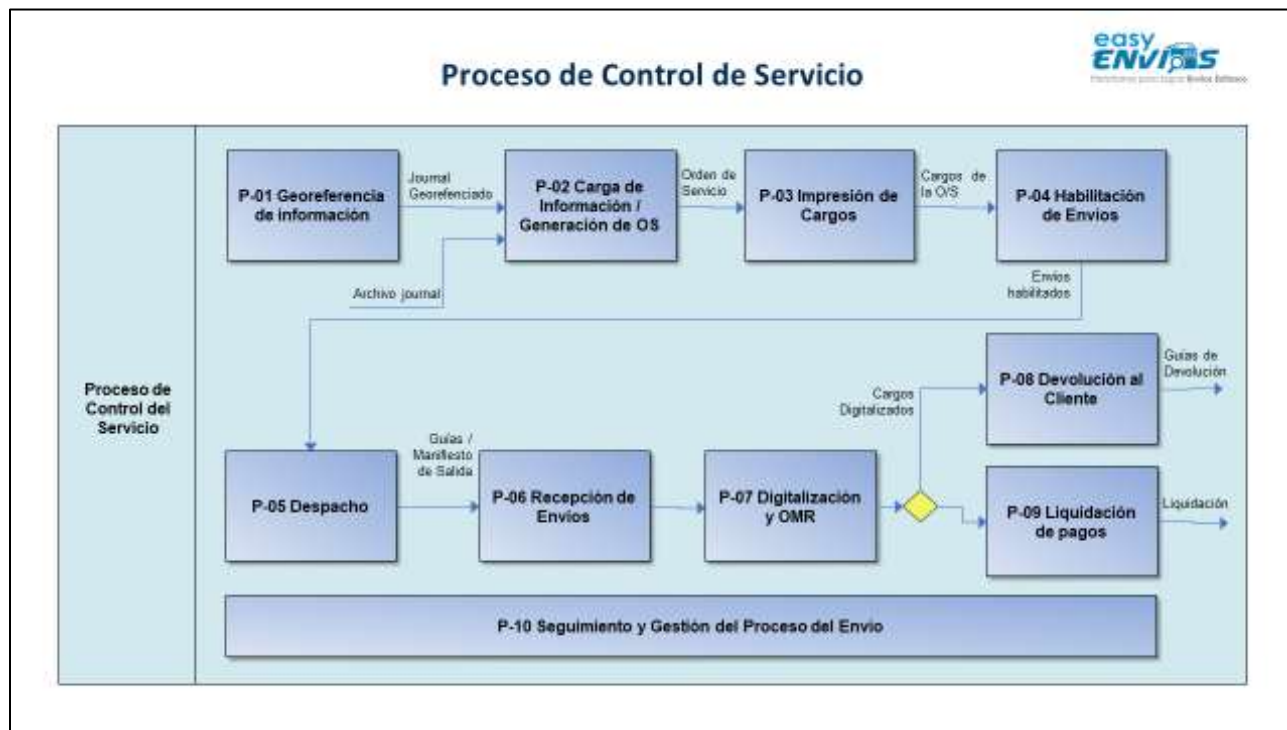 Proceso de Control de Servicio
easy
ENVIOS
Proceso de
Control del
Servicio
P-01 Georeferencia
de información
Journal
Georefenciado
P-02 Carga de
Información /
Generación de OS
Orden de
Servicio
P-03 Impresión de
Cargos
Cargos de
la O/S
P-04 Habilitación
de Envios
Archivo journal
Envíos
habilitados
P-05 Despacho
Guías /
Manifiesto
de Salida
P-06 Recepción de
Envíos
P-07 Digitalización
y OMR
Cargos
Digitalizados
P-08 Devolución al
Cliente
Guías de
Devolución
P-09 Liquidación
de pagos
Liquidación
P-10 Seguimiento y Gestión del Proceso del Envio